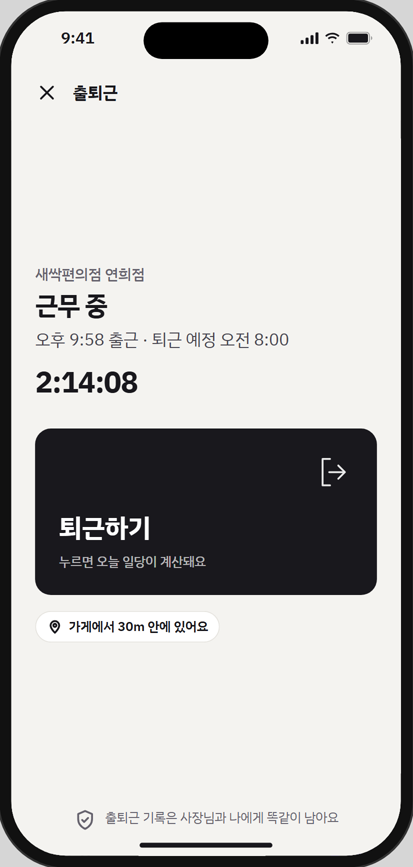 9:41
출퇴근
새싹편의점 연희점
근무 중
오후 9:58 출근 · 퇴근 예정 오전 8:00
2:14:08
퇴근하기
누르면 오늘 일당이 계산돼요
가게에서 30m 안에 있어요
출퇴근 기록은 사장님과 나에게 똑같이 남아요